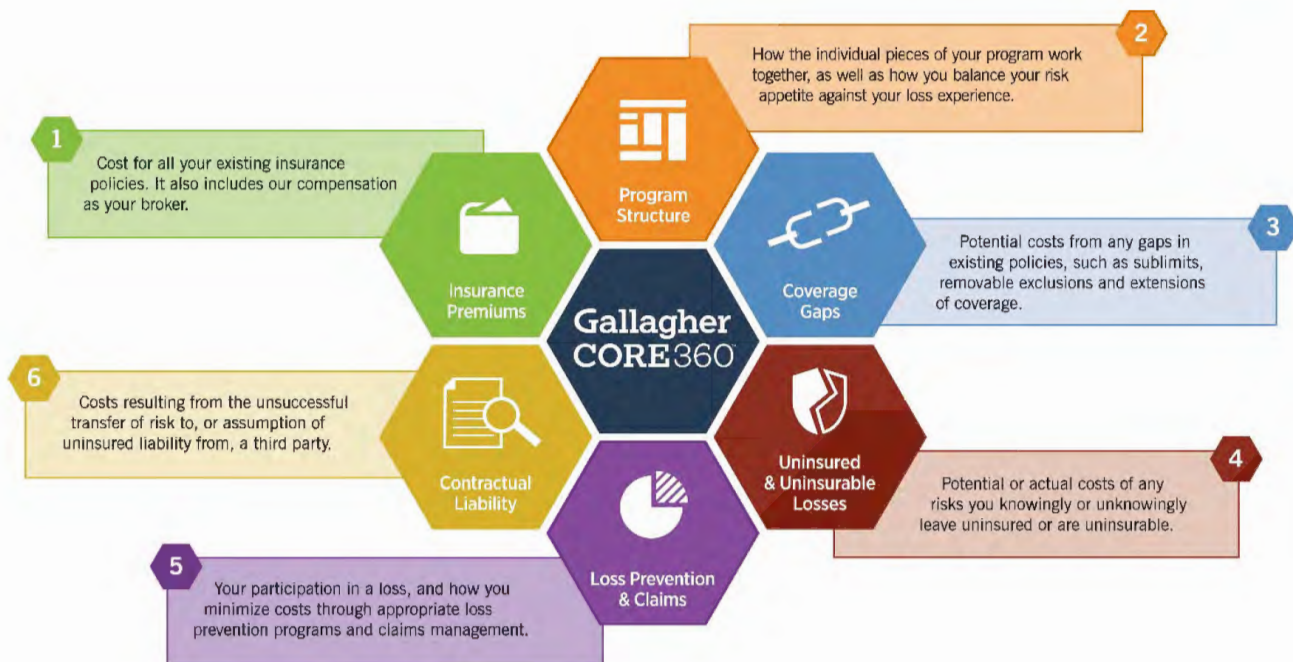 1
Cost for all your existing insurance
policies. It also includes our compensation
as your broker.
Insurance
Premiums
2
How the individual pieces of your program work
together, as well as how you balance your risk
appetite against your loss experience.
Program
Structure
3
Potential costs from any gaps in
existing policies, such as sublimits,
removable exclusions and extensions
of coverage.
Coverage
Gaps
Gallagher
CORE360™
4
Potential or actual costs of any
risks you knowingly or unknowingly
leave uninsured or are uninsurable.
Uninsured
& Uninsurable
Losses
5
Your participation in a loss, and how you
minimize costs through appropriate loss
prevention programs and claims management.
Loss Prevention
& Claims
6
Costs resulting from the unsuccessful
transfer of risk to, or assumption of
uninsured liability from, a third party.
Contractual
Liability